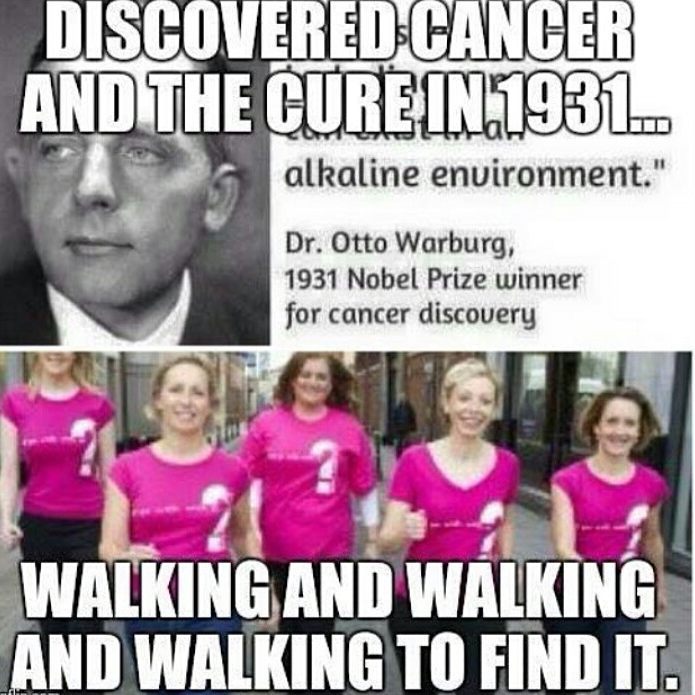 DISCOVERED CANCER
AND THE CURE IN 1931...
alkaline environment."
Dr. Otto Warburg,
1931 Nobel Prize winner
for cancer discovery
?
?
?
?
?
WALKING AND WALKING
AND WALKING TO FIND IT.